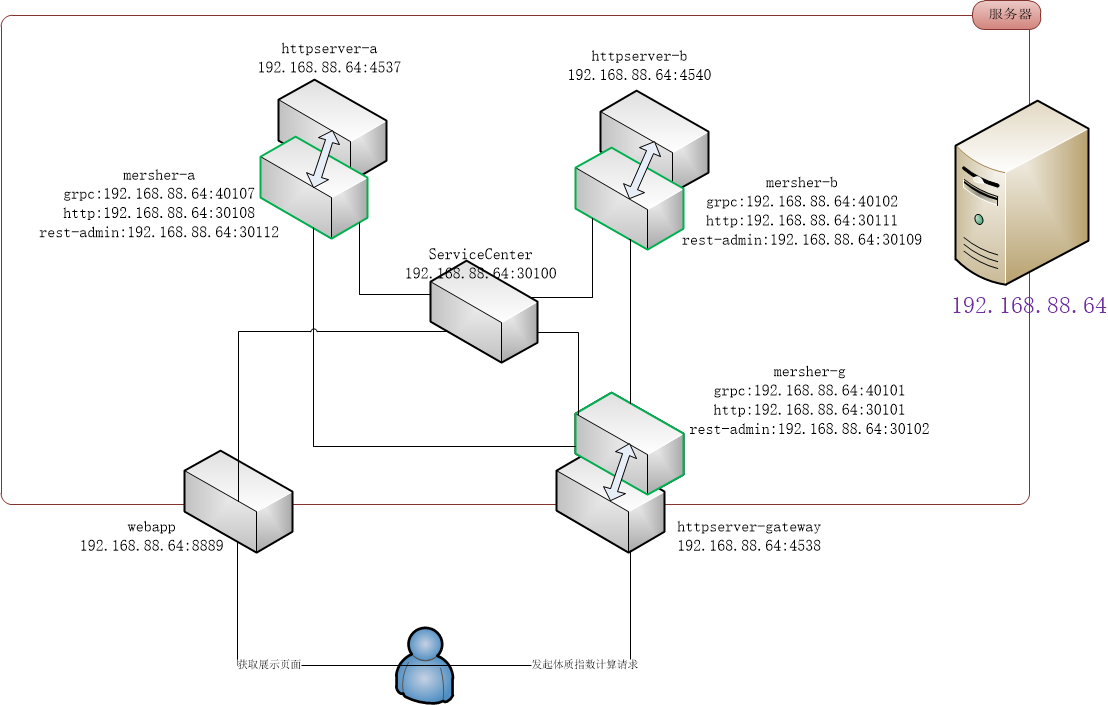 服务器
httpserver-a
192.168.88.64:4537
httpserver-b
192.168.88.64:4540
mersher-a
grpc:192.168.88.64:40107
http:192.168.88.64:30108
rest-admin:192.168.88.64:30112
mersher-b
grpc:192.168.88.64:40102
http:192.168.88.64:30111
rest-admin:192.168.88.64:30109
ServiceCenter
192.168.88.64:30100
192.168.88.64
mersher-g
grpc:192.168.88.64:40101
http:192.168.88.64:30101
rest-admin:192.168.88.64:30102
webapp
192.168.88.64:8889
httpserver-gateway
192.168.88.64:4538
获取展示页面
发起体质指数计算请求